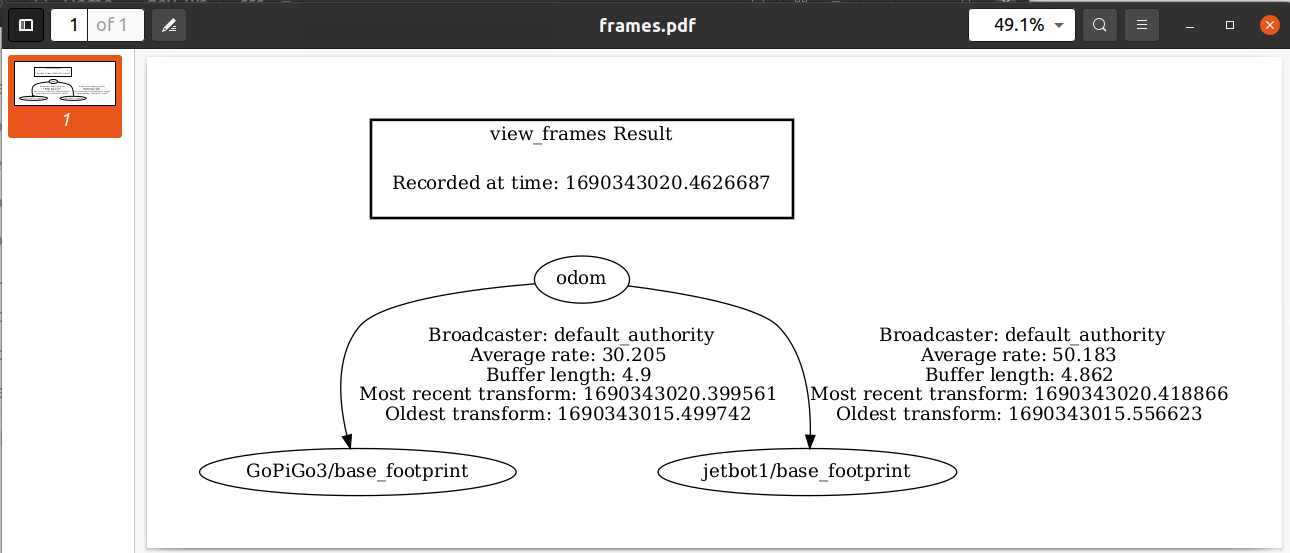 frames.pdf
1 of 1
49.1%
1
view_frames Result
Recorded at time: 1690343020.4626687
odom
Broadcaster: default_authority
Average rate: 30.205
Buffer length: 4.9
Most recent transform: 1690343020.399561
Oldest transform: 1690343015.499742
Broadcaster: default_authority
Average rate: 50.183
Buffer length: 4.862
Most recent transform: 1690343020.418866
Oldest transform: 1690343015.556623
GoPiGo3/base_footprint
jetbot1/base_footprint